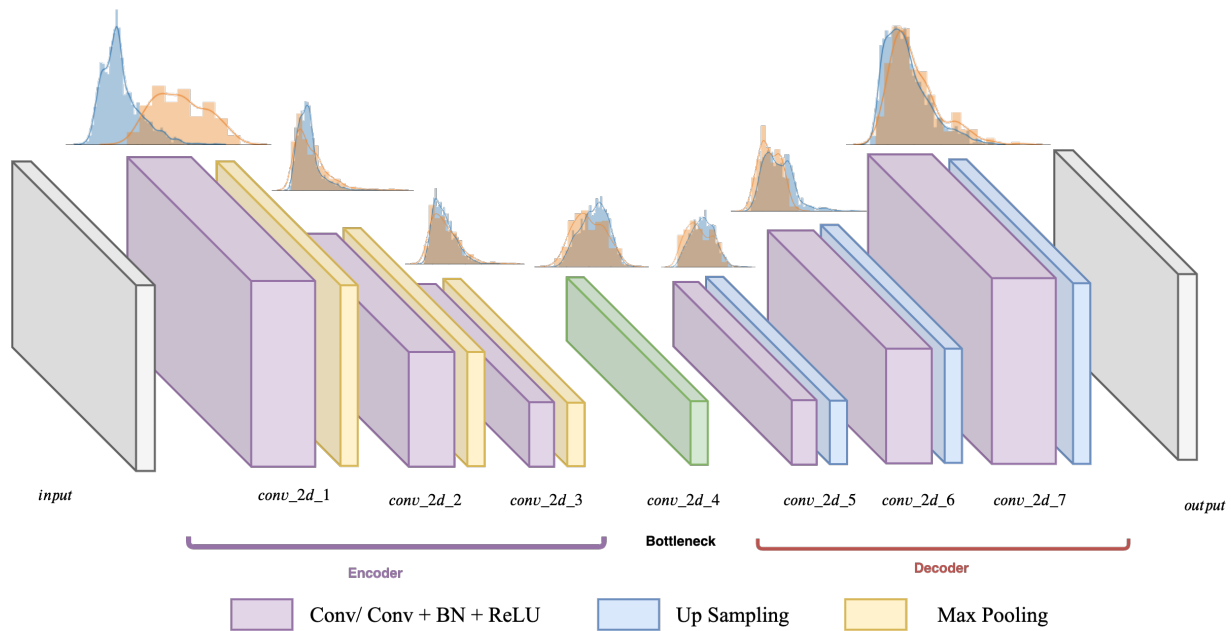 input
conv_2d_1
conv_2d_2
conv_2d_3
conv_2d_4
conv_2d_5
conv_2d_6
conv_2d_7
output
Encoder
Bottleneck
Decoder
Conv/ Conv + BN + ReLU
Up Sampling
Max Pooling